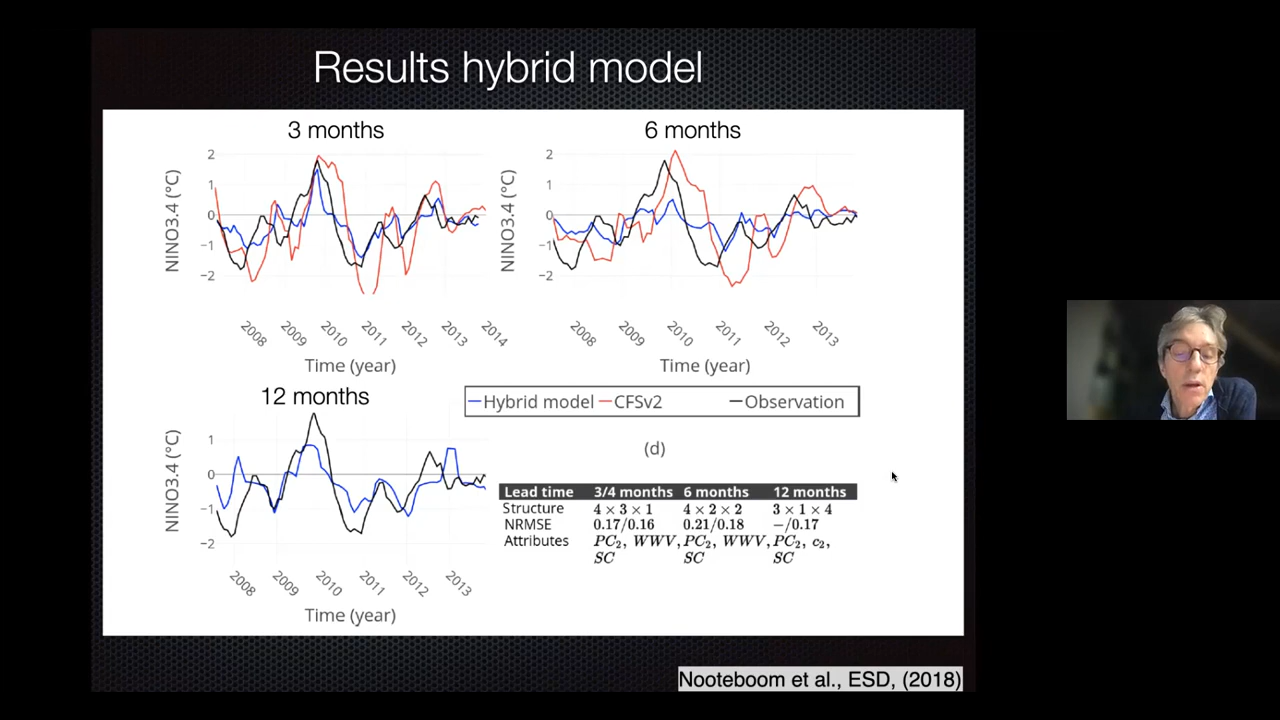 Results hybrid model
3 months
NINO3.4 (°C)
2
1
0
−1
−2
2008
2009
2010
2011
2012
2013
2014
Time (year)
6 months
NINO3.4 (°C)
2
1
0
−1
−2
2008
2009
2010
2011
2012
2013
Time (year)
12 months
NINO3.4 (°C)
1
0
−1
−2
2008
2009
2010
2011
2012
2013
Time (year)
Hybrid model CFSv2 Observation
(d)
Lead time 3/4 months 6 months 12 months
Structure 4 × 3 × 1 4 × 2 × 2 3 × 1 × 4
NRMSE 0.17/0.16 0.21/0.18 −/0.17
Attributes PC₂, WWV, PC₂, WWV, PC₂, c₂,
SC SC SC
Nooteboom et al., ESD, (2018)